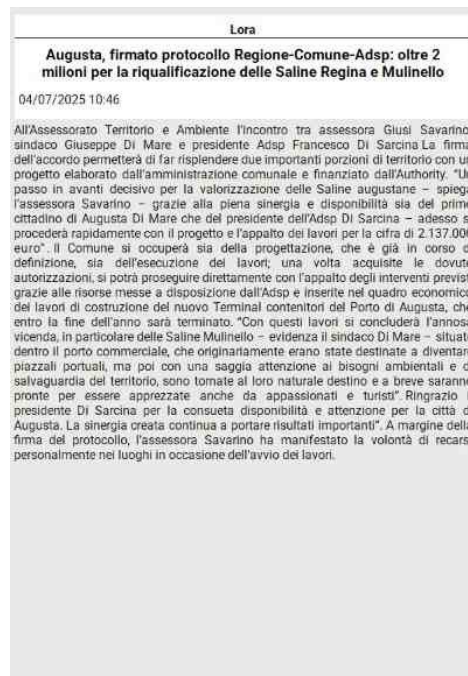 Lora
Augusta, firmato protocollo Regione-Comune-Adsp: oltre 2
milioni per la riqualificazione delle Saline Regina e Mulinello
04/07/2025 10:46
All'Assessorato Territorio e Ambiente l'incontro tra assessora Giusi Savarino,
sindaco Giuseppe Di Mare e presidente Adsp Francesco Di Sarcina La firma
dell'accordo permetterà di far risplendere due importanti porzioni di territorio con un
progetto elaborato dall'amministrazione comunale e finanziato dall'Authority. "Un
passo in avanti decisivo per la valorizzazione delle Saline augustane – spiega
l'assessora Savarino – grazie alla piena sinergia e disponibilità sia del primo
cittadino di Augusta Di Mare che del presidente dell'Adsp Di Sarcina – adesso si
procederà rapidamente con il progetto e l'appalto dei lavori per la cifra di 2.137.000
euro". Il Comune si occuperà sia della progettazione, che è già in corso di
definizione, sia dell'esecuzione dei lavori; una volta acquisite le dovute
autorizzazioni, si potrà proseguire direttamente con l'appalto degli interventi previsti
grazie alle risorse messe a disposizione dall'Adsp e inserite nel quadro economico
dei lavori di costruzione del nuovo Terminal contenitori del Porto di Augusta, che
entro la fine dell'anno sarà terminato. "Con questi lavori si concluderà l'annosa
vicenda, in particolare delle Saline Mulinello – evidenza il sindaco Di Mare – situate
dentro il porto commerciale, che originariamente erano state destinate a diventare
piazzali portuali, ma poi con una saggia attenzione ai bisogni ambientali e di
salvaguardia del territorio, sono tornate al loro naturale destino e a breve saranno
pronte per essere apprezzate anche da appassionati e turisti". Ringrazio il
presidente Di Sarcina per la consueta disponibilità e attenzione per la città di
Augusta. La sinergia creata continua a portare risultati importanti". A margine della
firma del protocollo, l'assessora Savarino ha manifestato la volontà di recarsi
personalmente nei luoghi in occasione dell'avvio dei lavori.